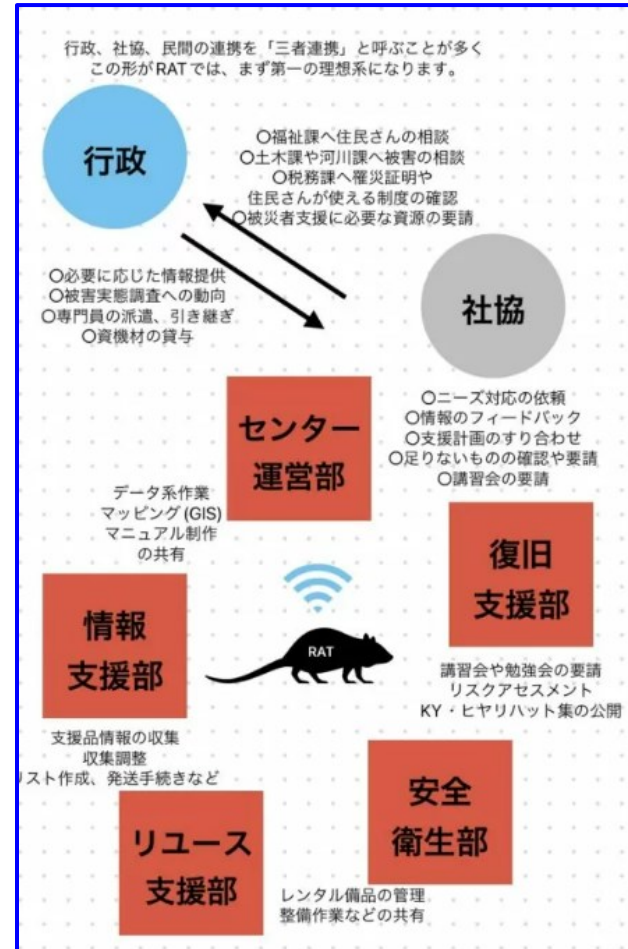 行政、社協、民間の連携を「三者連携」と呼ぶことが多く
この形がRATでは、まず第一の理想系になります。
行政
〇福祉課へ住民さんの相談
〇土木課や河川課へ被害の相談
〇税務課へ罹災証明や
住民さんが使える制度の確認
〇被災者支援に必要な資源の要請
〇必要に応じた情報提供
〇被害実態調査への動向
〇専門員の派遣、引き継ぎ
〇資機材の貸与
社協
〇ニーズ対応の依頼
〇情報のフィードバック
〇支援計画のすり合わせ
〇足りないものの確認や要請
〇講習会の要請
センター
運営部
データ系作業
マッピング(GIS)
マニュアル制作
の共有
復旧
支援部
情報
支援部
RAT
講習会や勉強会の要請
リスクアセスメント
KY・ヒヤリハット集の公開
支援品情報の収集
収集調整
リスト作成、発送手続きなど
安全
衛生部
リユース
支援部
レンタル備品の管理
整備作業などの共有